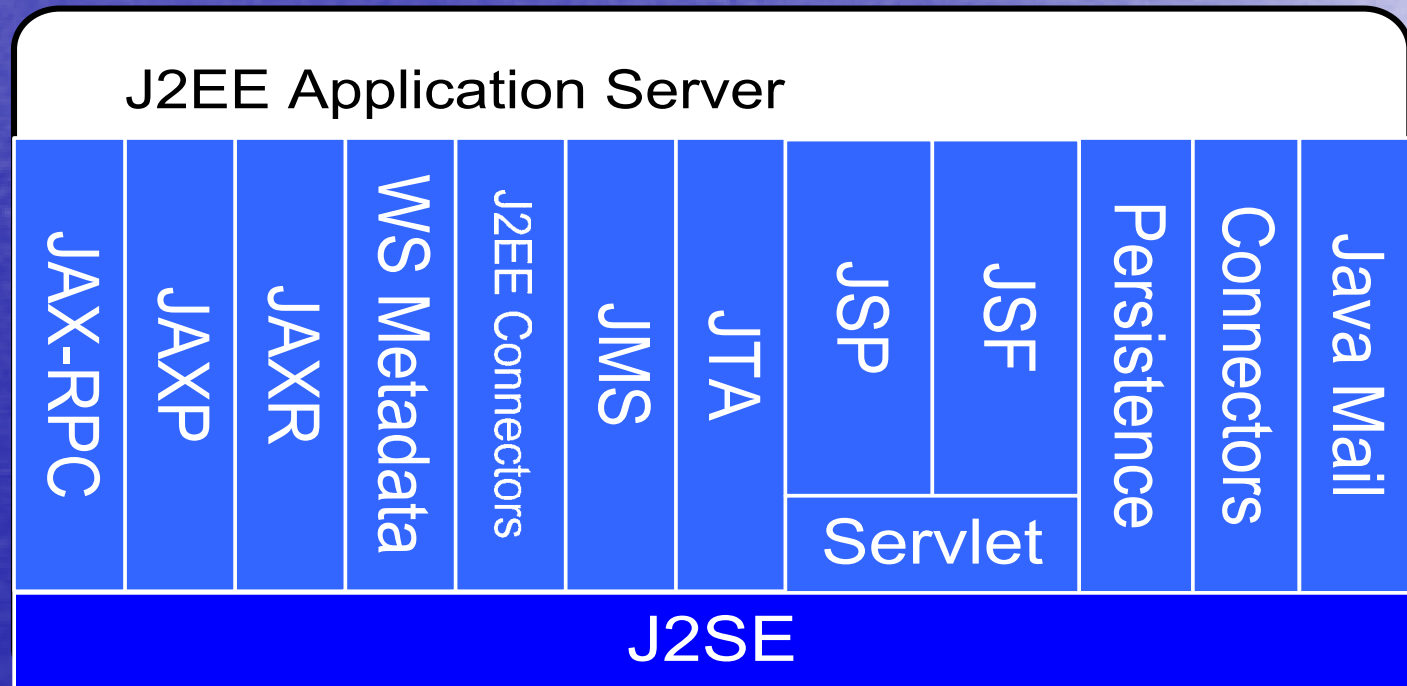 J2EE Application Server
JAX-RPC
JAXP
JAXR
WS Metadata
J2EE Connectors
JMS
JTA
JSP
JSF
Servlet
Persistence
Connectors
Java Mail
J2SE